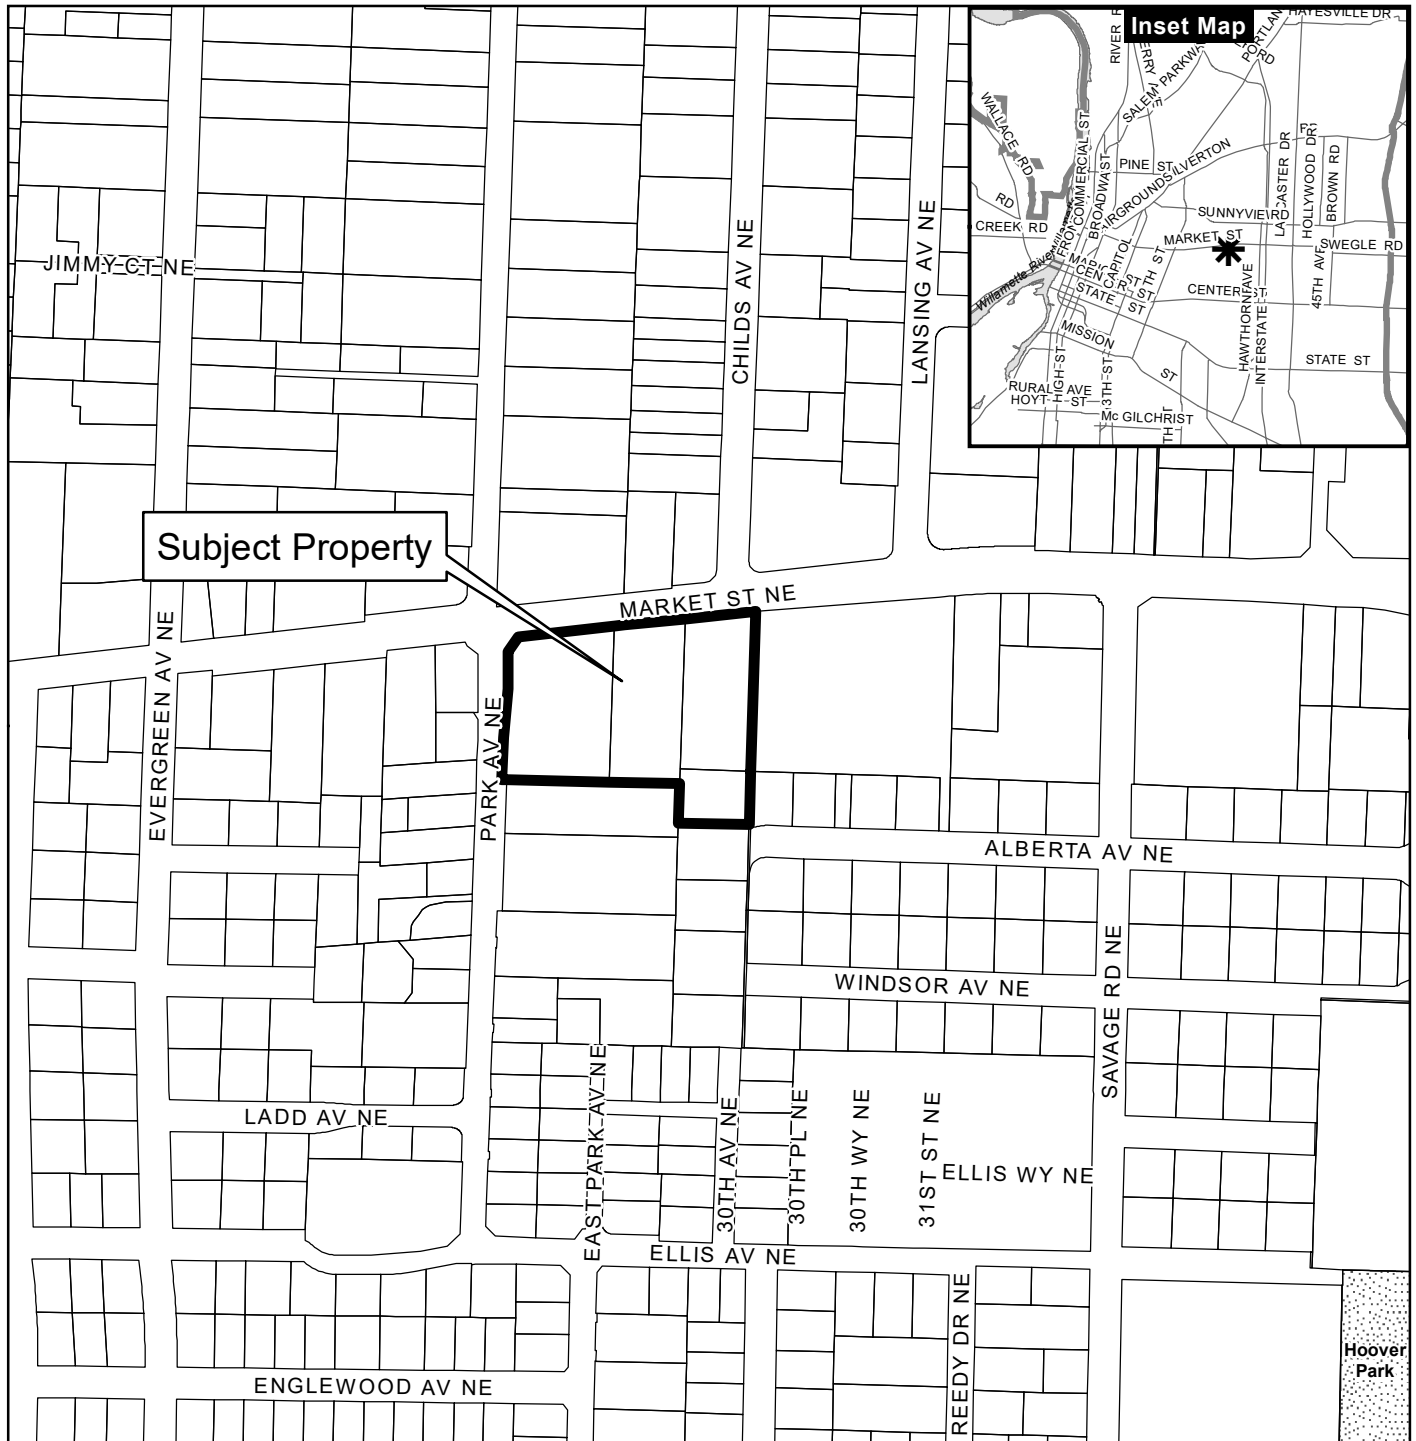 Inset Map
HAYESVILLE DR
RIVER R
SALEM PARKWA
WALLACE RD
COMMERCIAL ST
BROADWAY ST
PINE ST
SILVERTON
LANCASTER DR
HOLLYWOOD DR
BROWN RD
RD
SUNNYVIEW RD
CREEK RD
MARKET ST
SWEGLE RD
CAPITOL
TH ST
Willamette River
CENTER ST
STATE ST
45TH AVE
HAWTHORNE AVE
INTERSTATE
MISSION
ST
STATE ST
HIGH ST
RURAL AVE
HOYT ST
Mc GILCHRIST
JIMMY CT NE
CHILDS AV NE
LANSING AV NE
Subject Property
MARKET ST NE
EVERGREEN AV NE
PARK AV NE
ALBERTA AV NE
WINDSOR AV NE
SAVAGE RD NE
LADD AV NE
EAST PARK AV NE
30TH AV NE
30TH PL NE
30TH WY NE
31ST ST NE
ELLIS WY NE
ELLIS AV NE
REEDY DR NE
Hoover
Park
ENGLEWOOD AV NE